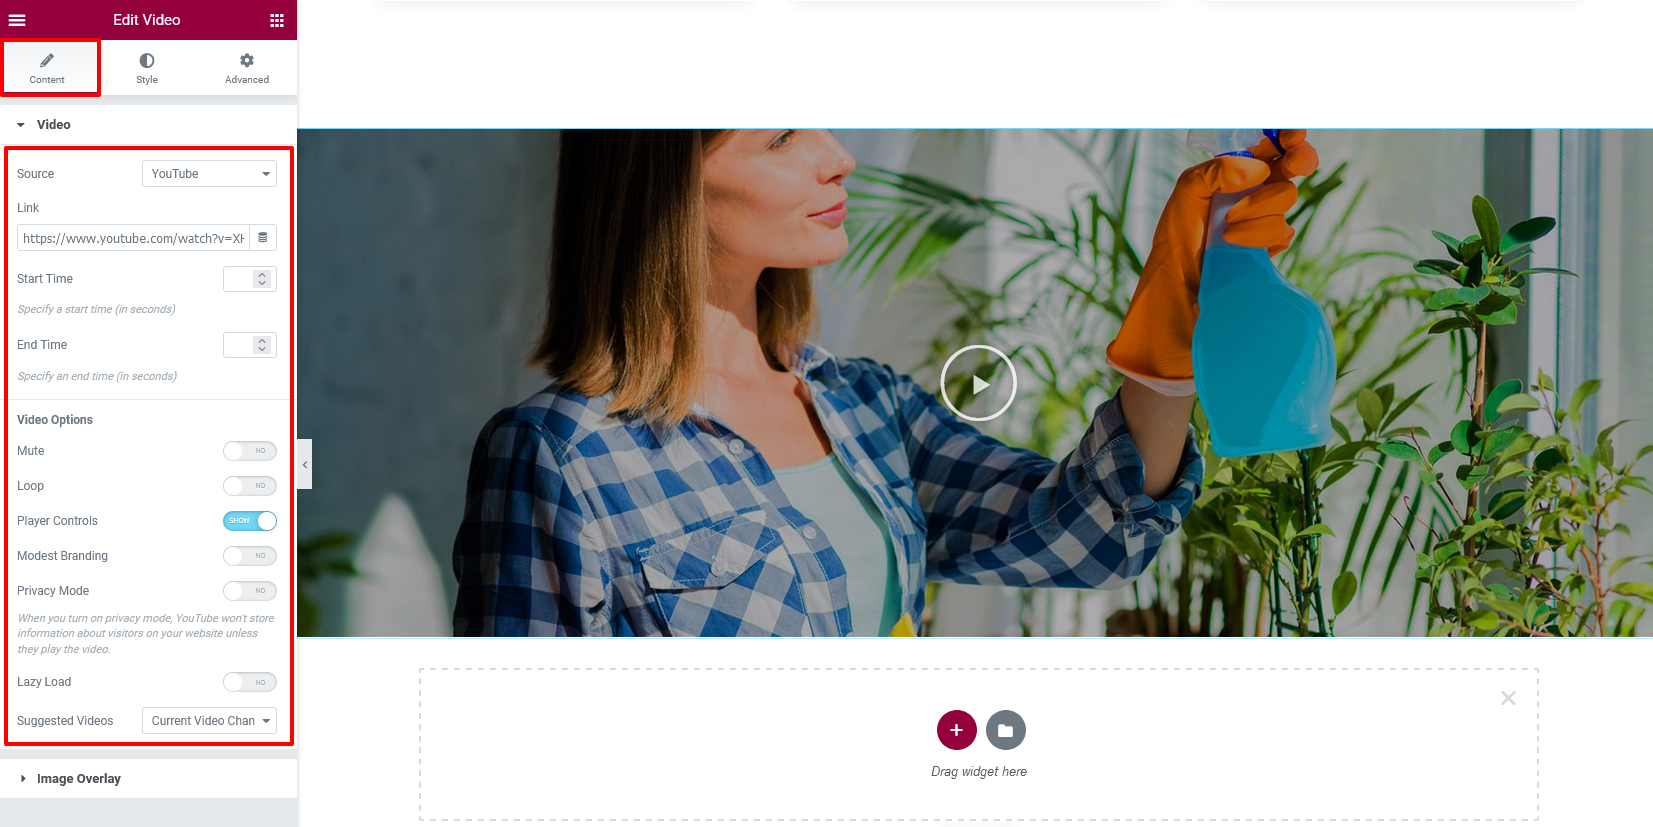 Edit Video
Content
Style
Advanced
Video
Source
YouTube
Link
https://www.youtube.com/watch?v=XH
Start Time
Specify a start time (in seconds)
End Time
Specify an end time (in seconds)
Video Options
Mute
NO
Loop
NO
Player Controls
SHOW
Modest Branding
NO
Privacy Mode
NO
When you turn on privacy mode, YouTube won't store
information about visitors on your website unless
they play the video.
Lazy Load
NO
Suggested Videos
Current Video Chan
Image Overlay
Drag widget here